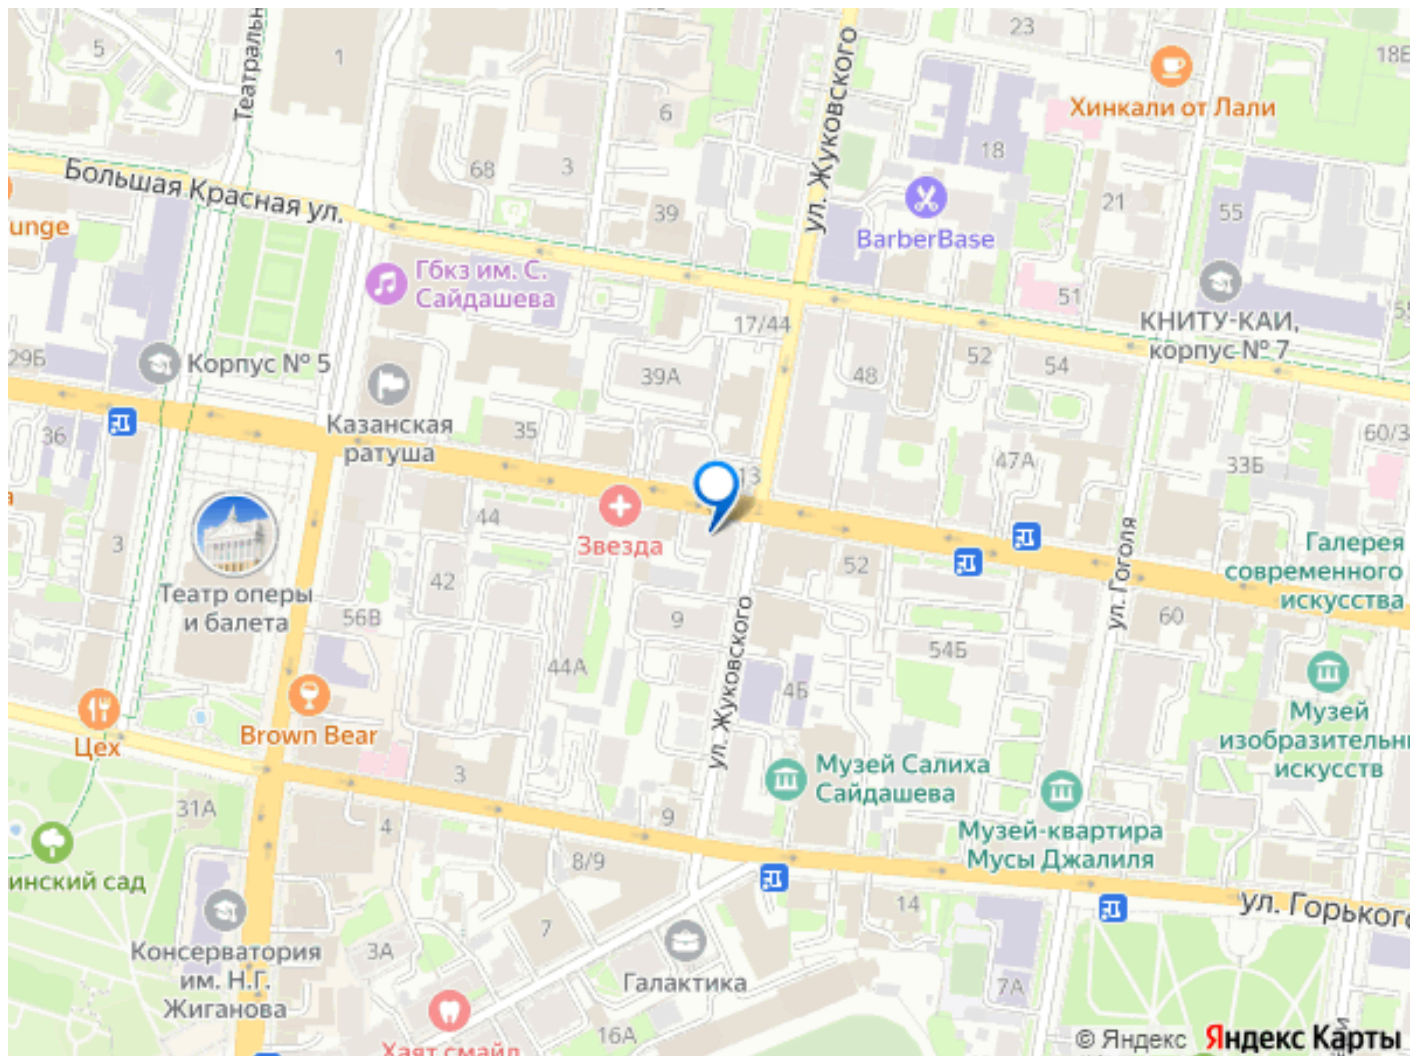 5
1
Театральн
23
18Е
Хинкали от Лали
6
ул. Жуковского
18
68
3
Большая Красная ул.
39
21
55
unge
BarberBase
Гбкз им. С.
Сайдашева
51
17/44
КНИТУ-КАИ,
корпус № 7
29Б
Корпус № 5
39А
48
52
54
Казанская
ратуша
36
35
13
47А
33Б
60/3
44
Звезда
3
52
ул. Гоголя
Галерея
современного
искусства
42
Театр оперы
и балета
56В
9
ул. Жуковского
54Б
60
44А
4Б
Brown Bear
Цех
Музей
изобразительн
искусств
3
Музей Салиха
Сайдашева
31А
4
9
Музей-квартира
Мусы Джалиля
8/9
инский сад
14
ул. Горького
7
Консерватория
им. Н.Г.
Жиганова
3А
Галактика
7А
16А
Хаят смайл
© Яндекс Яндекс Карты